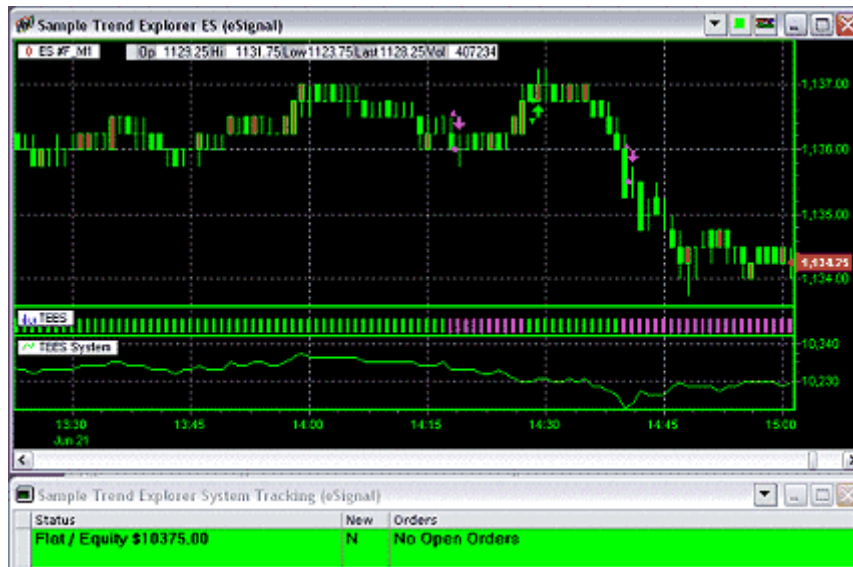 Sample Trend Explorer ES (eSignal)
ES #F_M1 Op 1129.25 Hi 1131.75 Low 1123.75 Last 1128.25 Vol 407234
1,137.00
1,136.00
1,135.00
1,134.75
1,134.00
TEES
TEES System
10,240
10,230
13:30 13:45 14:00 14:15 14:30 14:45 15:00
Jun 21
Sample Trend Explorer System Tracking (eSignal)
Status New Orders
Flat / Equity $10375.00 N No Open Orders